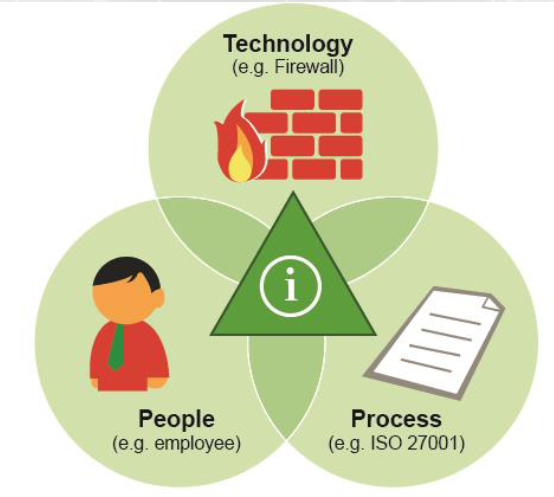 Technology
(e.g. Firewall)
i
People
(e.g. employee)
Process
(e.g. ISO 27001)